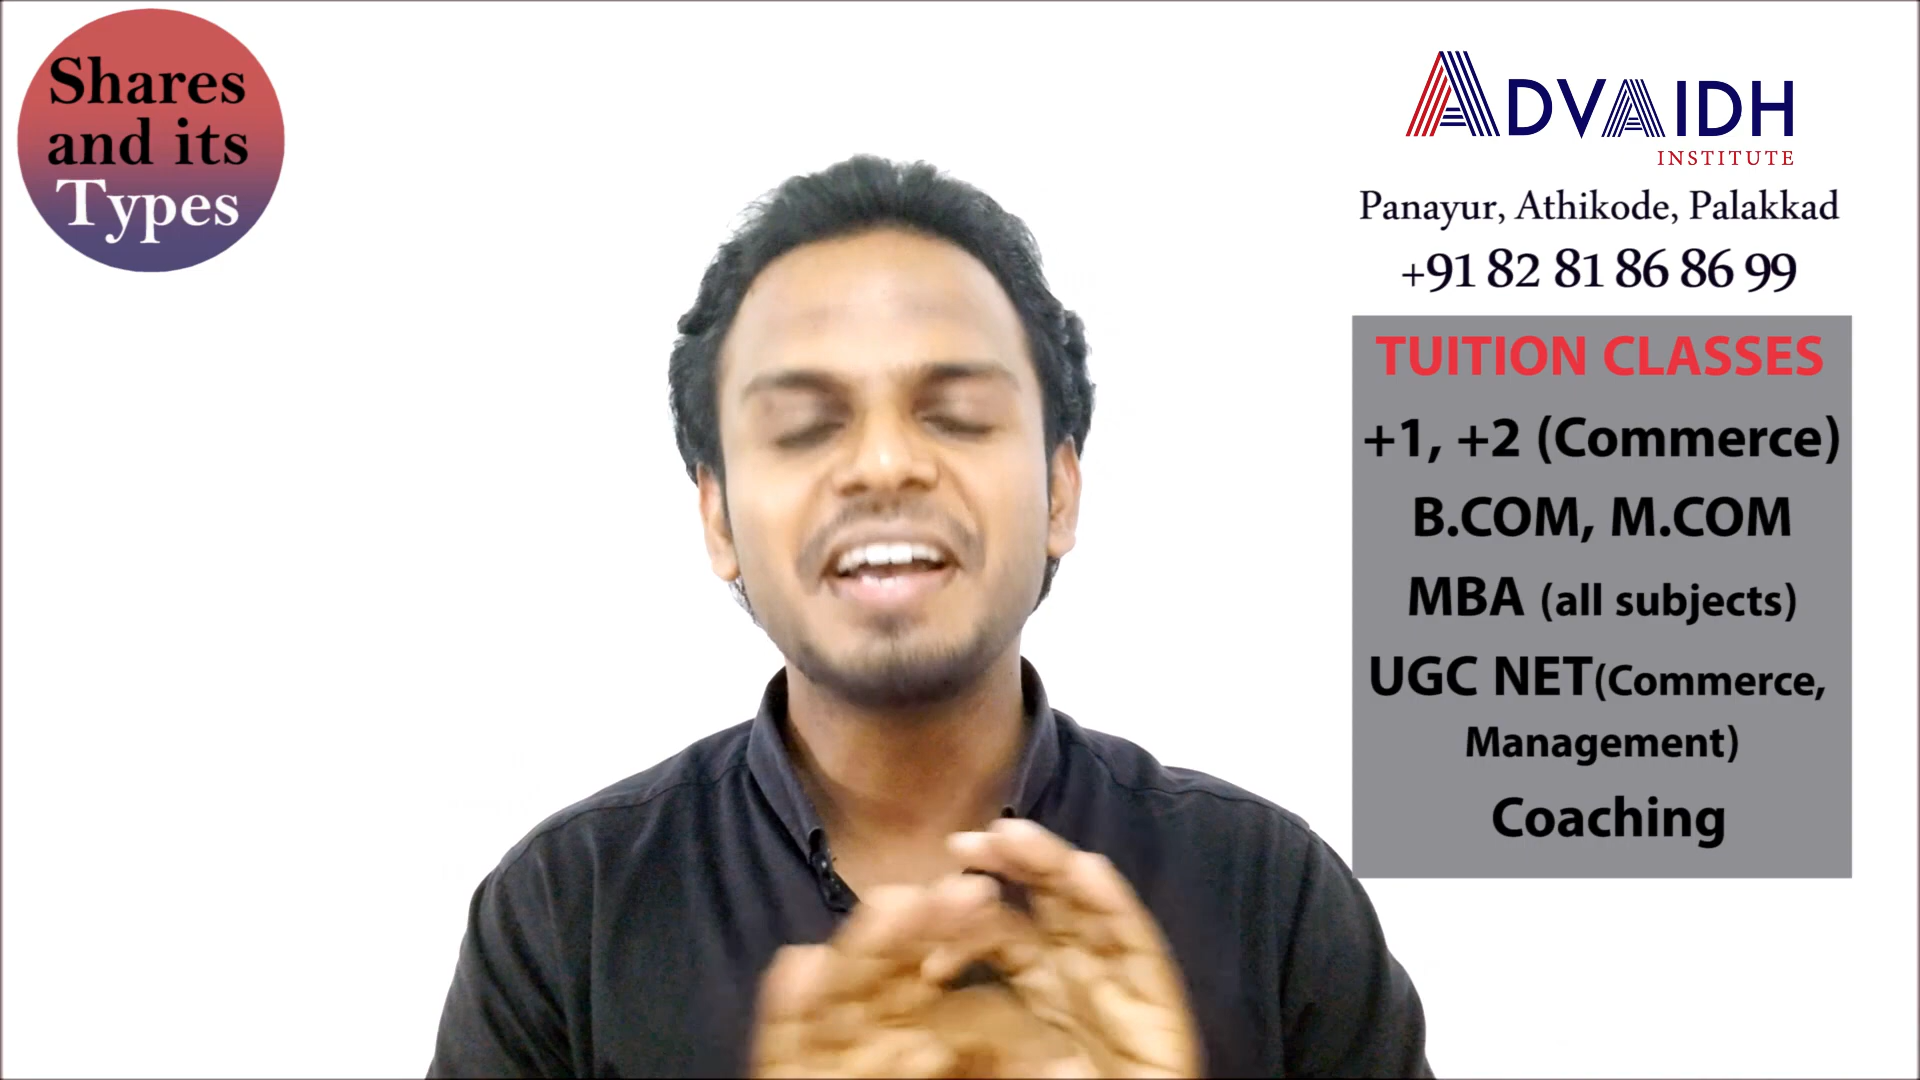 Shares
and its
Types
ADVAIDH
INSTITUTE
Panayur, Athikode, Palakkad
+91 82 81 86 86 99
TUITION CLASSES
+1, +2 (Commerce)
B.COM, M.COM
MBA (all subjects)
UGC NET(Commerce,
Management)
Coaching